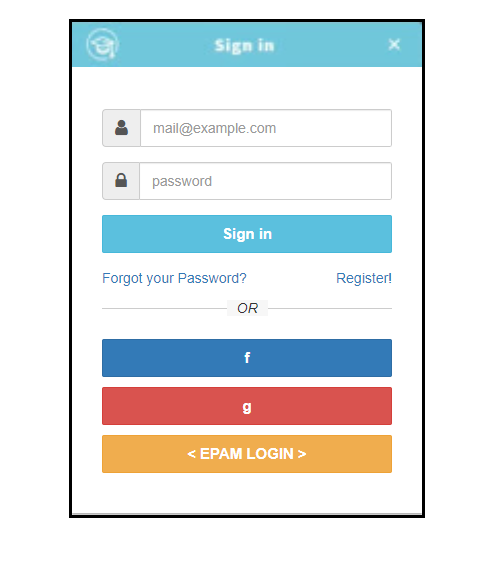 Sign in ×
mail@example.com
password
Sign in
Forgot your Password? Register!
OR
f
g
< EPAM LOGIN >